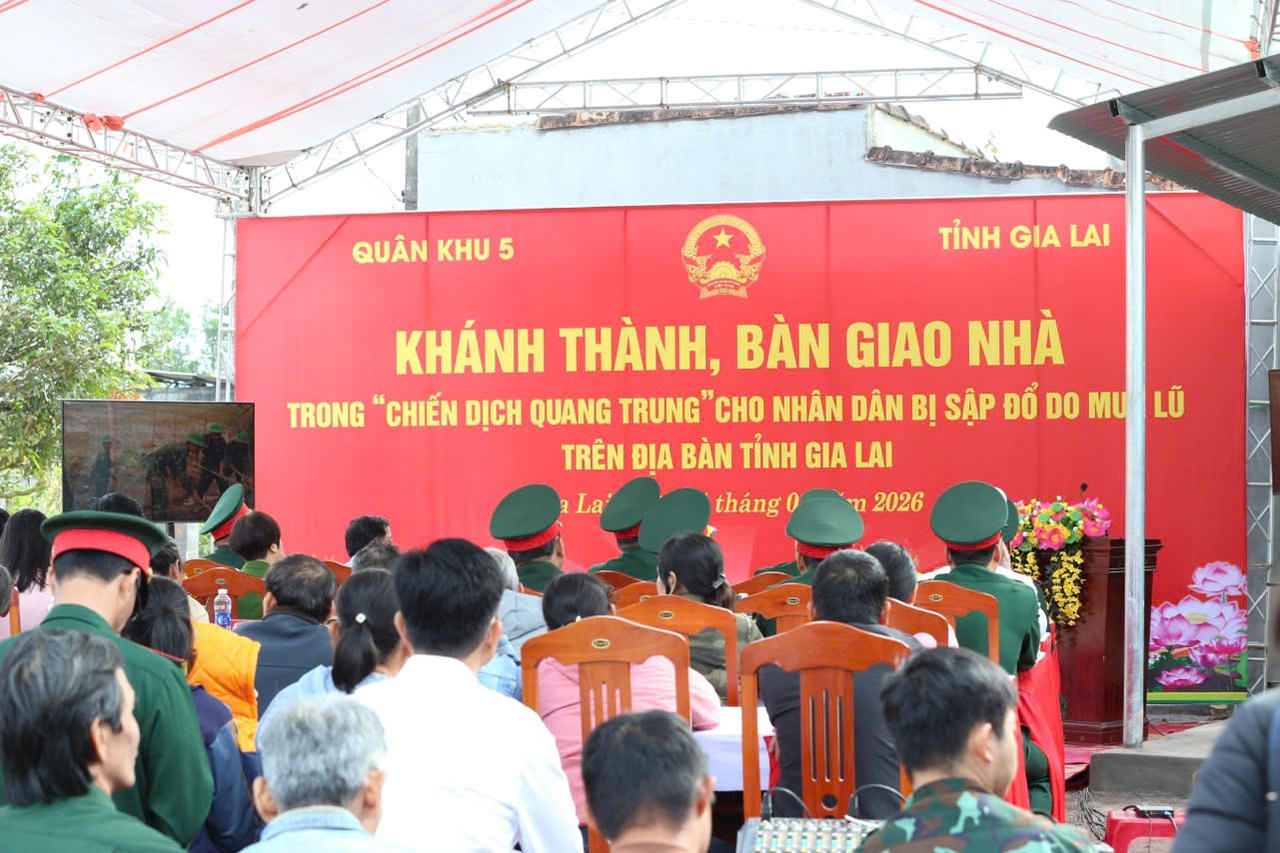 QUÂN KHU 5
TỈNH GIA LAI
KHÁNH THÀNH, BÀN GIAO NHÀ
TRONG “CHIẾN DỊCH QUANG TRUNG” CHO NHÂN DÂN BỊ SẬP ĐỔ DO LŨ
TRÊN ĐỊA BÀN TỈNH GIA LAI
Lai tháng 2026